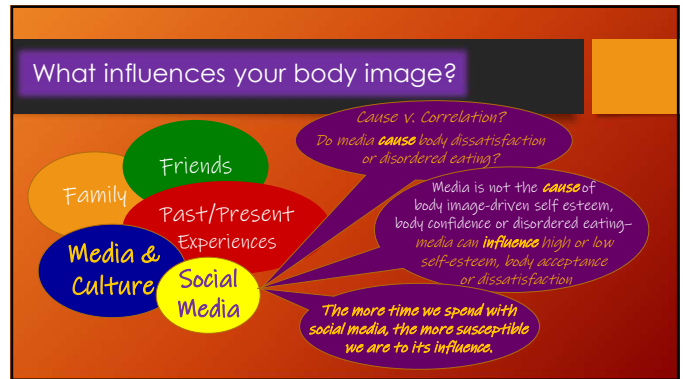 What influences your body image?
Cause v. Correlation?
Do media cause body dissatisfaction
or disordered eating?
Friends
Family
Past/Present
Experiences
Media &
Culture
Social
Media
Media is not the cause of
body image-driven self esteem,
body confidence or disordered eating–
media can influence high or low
self-esteem, body acceptance
or dissatisfaction
The more time we spend with
social media, the more susceptible
we are to its influence.